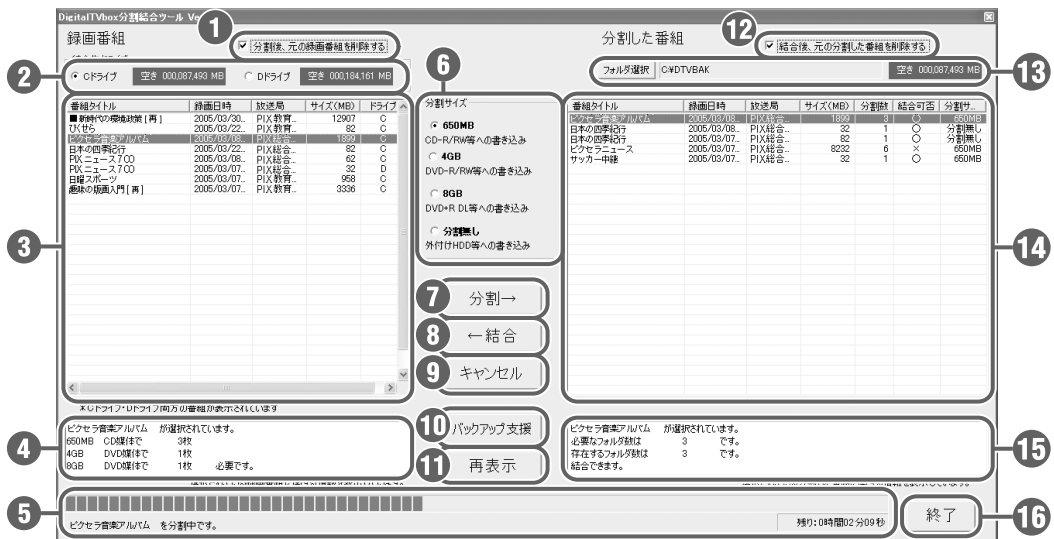 DigitalTVbox分割結合ツール Ve
録画番組
1
分割後、元の録画番組を削除する
2
Cドライブ
空き 000,087,493 MB
Dドライブ
空き 000,184,161 MB
番組タイトル 録画日時 放送局 サイズ(MB) ドライブ
■新時代の環境政策[再] 2005/03/30... PIX教育... 12907 C
びくせら 2005/03/22... PIX教育... 82 C
ピクセラ音楽アルバム 2005/03/08... PIX総合... 1899 C
日本の四季紀行 2005/03/22... PIX総合... 82 C
PIXニュース7:00 2005/03/08... PIX総合... 62 C
PIXニュース7:00 2005/03/07... PIX総合... 32 D
日曜スポーツ 2005/03/07... PIX教育... 958 C
趣味の版画入門[再] 2005/03/07... PIX教育... 3336 C
3
*Cドライブ・Dドライブ両方の番組が表示されています
4
ピクセラ音楽アルバム が選択されています。
650MB CD媒体で 3枚
4GB DVD媒体で 1枚
8GB DVD媒体で 1枚 必要です。
5
ピクセラ音楽アルバム を分割中です。
残り:0時間02分09秒
6
分割サイズ
650MB
CD-R/RW等への書き込み
4GB
DVD-R/RW等への書き込み
8GB
DVD+R DL等への書き込み
分割無し
外付けHDD等への書き込み
7
分割→
8
←結合
9
キャンセル
10
バックアップ支援
11
再表示
分割した番組
12
結合後、元の分割した番組を削除する
フォルダ選択
C:¥DTVBAK
空き 000,087,493 MB
13
番組タイトル 録画日時 放送局 サイズ(MB) 分割数 結合可否 分割サ...
ピクセラ音楽アルバム 2005/03/08... PIX総合... 1899 3 ○ 650MB
日本の四季紀行 2005/03/08... PIX総合... 32 1 ○ 分割無し
日本の四季紀行 2005/03/07... PIX総合... 82 1 ○ 分割無し
ピクセラニュース 2005/03/07... PIX総合... 8232 6 × 650MB
サッカー中継 2005/03/07... PIX総合... 32 1 ○ 650MB
14
ピクセラ音楽アルバム が選択されています。
必要なフォルダ数は 3 です。
存在するフォルダ数は 3 です。
結合できます。
15
終了
16